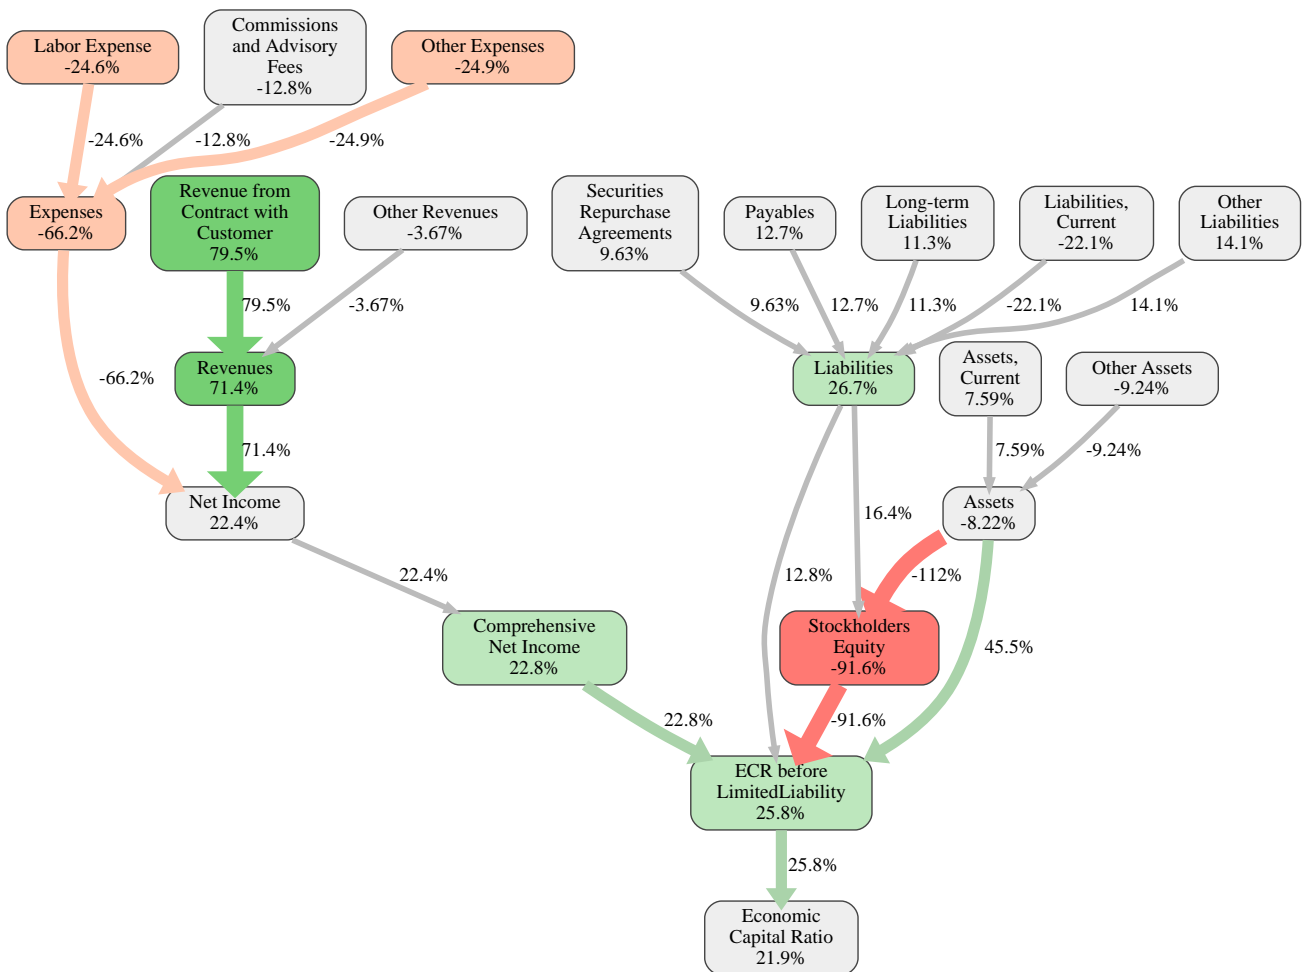 Labor Expense
-24.6%
Commissions
and Advisory
Fees
-12.8%
Other Expenses
-24.9%
-24.6%
-12.8%
-24.9%
Expenses
-66.2%
Revenue from
Contract with
Customer
79.5%
Other Revenues
-3.67%
Securities
Repurchase
Agreements
9.63%
Payables
12.7%
Long-term
Liabilities
11.3%
Liabilities,
Current
-22.1%
Other
Liabilities
14.1%
79.5%
-3.67%
9.63%
12.7%
11.3%
-22.1%
14.1%
-66.2%
Revenues
71.4%
Liabilities
26.7%
Assets,
Current
7.59%
Other Assets
-9.24%
71.4%
7.59%
-9.24%
Net Income
22.4%
16.4%
Assets
-8.22%
22.4%
12.8%
-112%
45.5%
Comprehensive
Net Income
22.8%
Stockholders
Equity
-91.6%
22.8%
-91.6%
ECR before
LimitedLiability
25.8%
25.8%
Economic
Capital Ratio
21.9%